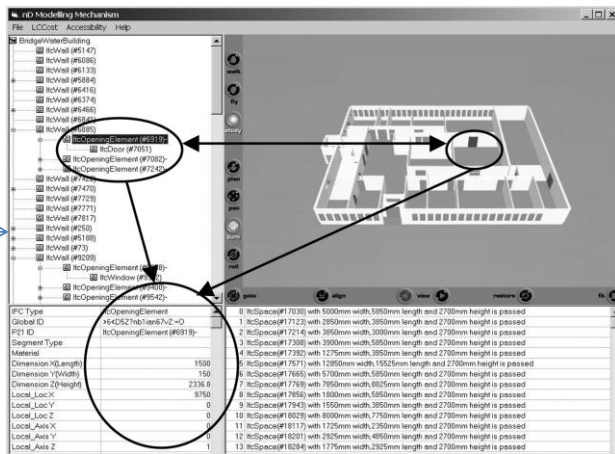 nD Modelling Mechanism
File LCCost Accessibility Help
BridgeWaterBuilding
IfcWall (#5147)
IfcWall (#6086)
IfcWall (#6133)
IfcWall (#5884)
IfcWall (#6416)
IfcWall (#6374)
IfcWall (#6466)
IfcWall (#6841)
IfcWall (#6885)
IfcOpeningElement (#6919)-
IfcDoor (#7051)
IfcOpeningElement (#7082)-
IfcOpeningElement (#7242)-
IfcWall
IfcWall (#7470)
IfcWall (#7729)
IfcWall (#7771)
IfcWall (#7817)
IfcWall (#250)
IfcWall (#5188)
IfcWall (#73)
IfcWall (#9209)
IfcOpeningElement
IfcWindow
IfcOpeningElement (#9400)-
IfcOpeningElement (#9542)-
walk
fly
study
plan
pan
turn
roll
goto align view restore fit
IFC Type IfcOpeningElement
Global ID
P21 ID IfcOpeningElement (#6919)-
Segment Type
Material
Dimension X(Length) 1500
Dimension Y(Width) 150
Dimension Z(Height) 2336.8
Local_Loc X 9750
Local_Loc Y 0
Local_Loc Z 0
Local_Axis X 0
Local_Axis Y 0
Local_Axis Z 1
0 IfcSpace(#17030) with 5000mm width,5850mm length and 2700mm height is passed
1 IfcSpace(#17123) with 2850mm width,3850mm length and 2700mm height is passed
2 IfcSpace(#17214) with 3850mm width,3000mm length and 2700mm height is passed
3 IfcSpace(#17308) with 3900mm width,5850mm length and 2700mm height is passed
4 IfcSpace(#17392) with 1275mm width,3850mm length and 2700mm height is passed
5 IfcSpace(#17571) with 12850mm width,15525mm length and 2700mm height is passed
6 IfcSpace(#17665) with 5700mm width,5850mm length and 2700mm height is passed
7 IfcSpace(#17769) with 7050mm width,8825mm length and 2700mm height is passed
8 IfcSpace(#17856) with 1800mm width,5850mm length and 2700mm height is passed
9 IfcSpace(#17943) with 1550mm width,3850mm length and 2700mm height is passed
10 IfcSpace(#18029) with 8000mm width,7750mm length and 2700mm height is passed
11 IfcSpace(#18117) with 1725mm width,2350mm length and 2700mm height is passed
12 IfcSpace(#18201) with 2925mm width,4850mm length and 2700mm height is passed
13 IfcSpace(#18284) with 1775mm width,2925mm length and 2700mm height is passed